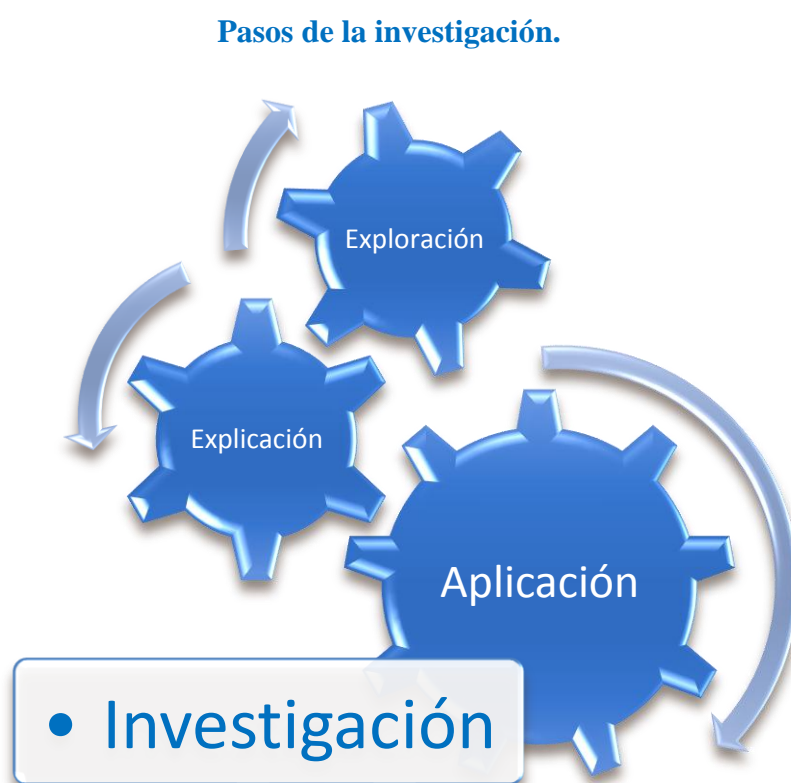 Pasos de la investigación.
Exploración
Explicación
Aplicación
• Investigación